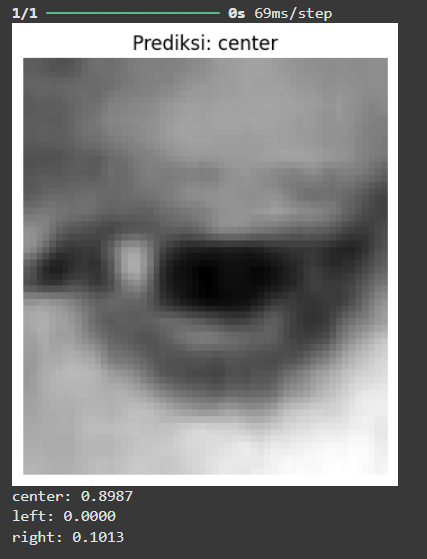 1/1 ━━━━━━━━━━━━━━━━━━━━ 0s 69ms/step
Prediksi: center
center: 0.8987
left: 0.0000
right: 0.1013